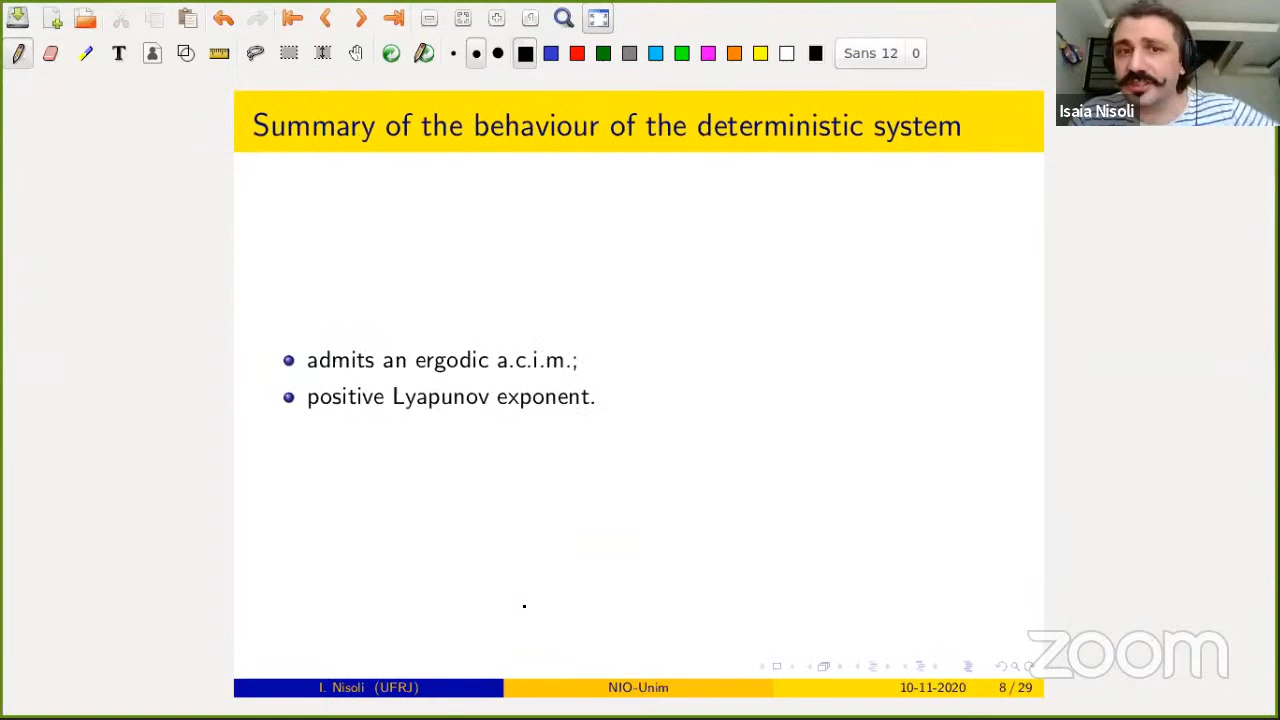 Sans 12 0
Isaia Nisoli
Summary of the behaviour of the deterministic system
admits an ergodic a.c.i.m.;
positive Lyapunov exponent.
zoom
I. Nisoli (UFRJ) NIO-Unim 10-11-2020 8 / 29